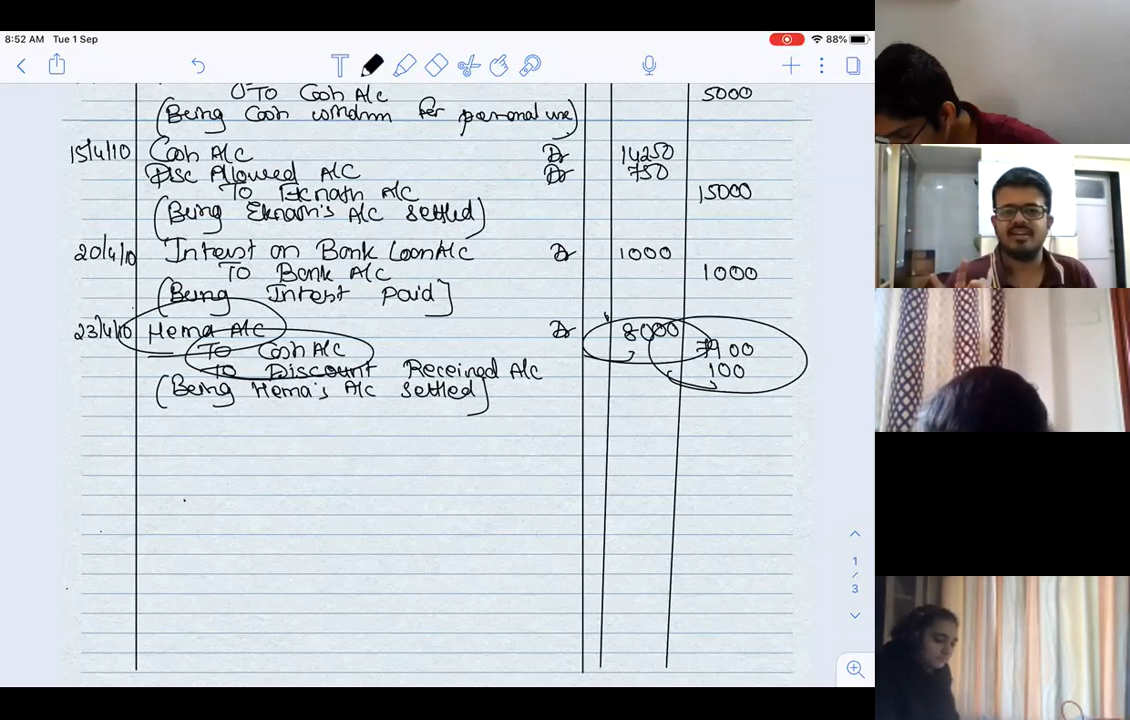 8:52 AM Tue 1 Sep 88%
To Cash A/c 5000
(Being Cash withdrn for personal use)
15/4/10 Cash A/C Dr 14250
Disc Allowed A/C Dr 750
To Eknath A/C 15000
(Being Eknath's A/C settled)
20/4/10 Interst on Bank Loan A/C Dr 1000
To Bank A/C 1000
(Being Interst Paid)
23/4/10 Hema A/C Dr 8000
To Cash A/C 7900
To Discount Received A/C 100
(Being Hema's A/C settled)
1
/
3